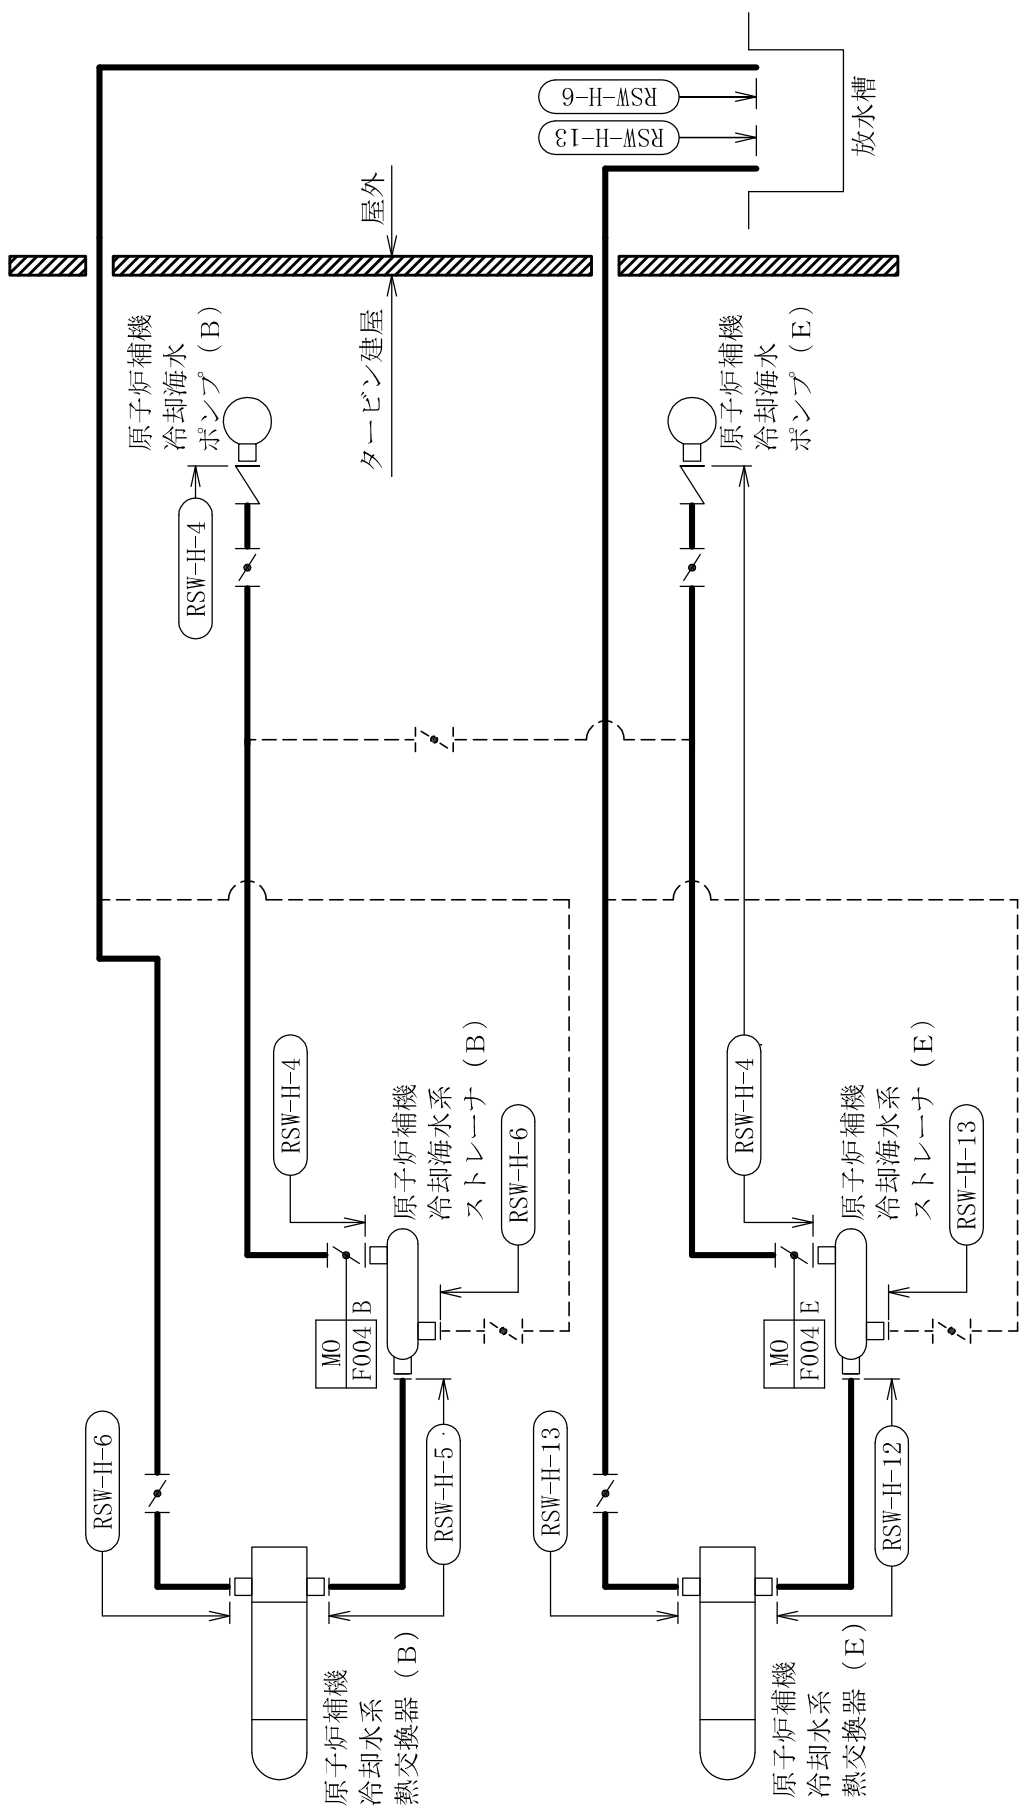 RSW-H-6
原子炉補機
冷却水系
熱交換器（B）
RSW-H-5
MO
F004
B
RSW-H-4
原子炉補機
冷却海水系
ストレーナ（B）
RSW-H-6
RSW-H-4
原子炉補機
冷却海水
ポンプ（B）
タービン建屋
屋外
RSW-H-6
RSW-H-13
放水槽
RSW-H-13
原子炉補機
冷却水系
熱交換器（E）
RSW-H-12
MO
F004
E
RSW-H-4
原子炉補機
冷却海水系
ストレーナ（E）
RSW-H-13
原子炉補機
冷却海水
ポンプ（E）